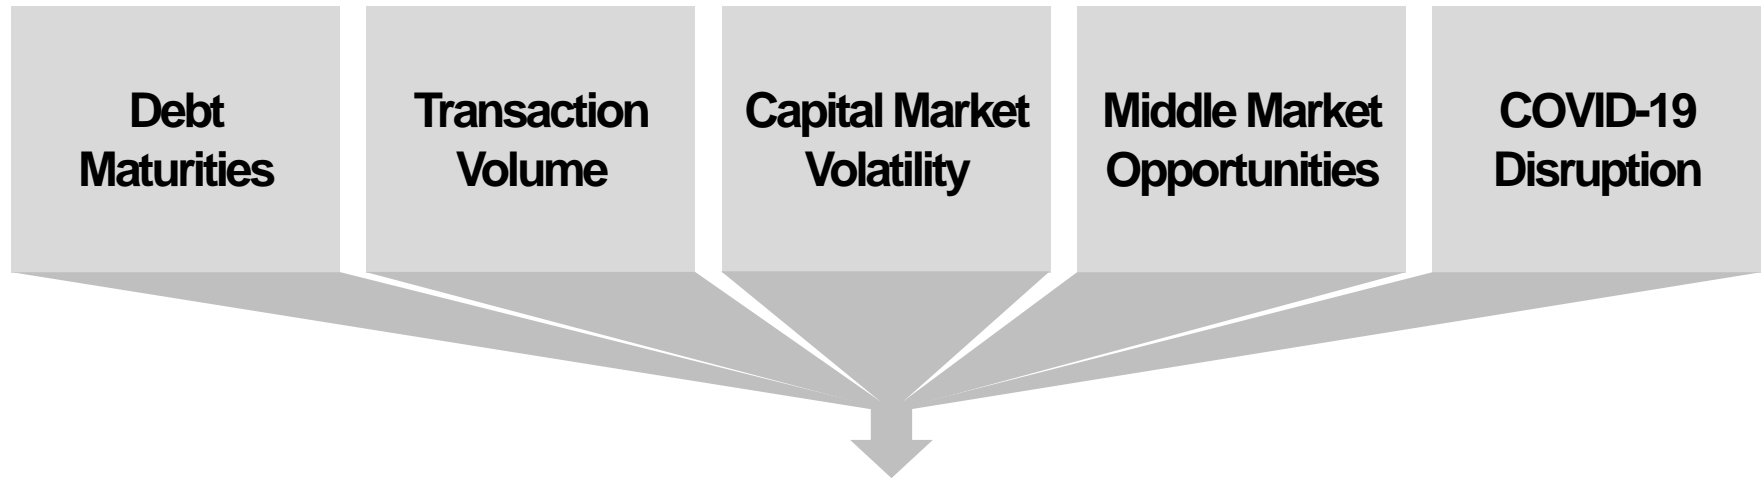 Debt
Maturities
Transaction
Volume
Capital Market
Volatility
Middle Market
Opportunities
COVID-19
Disruption